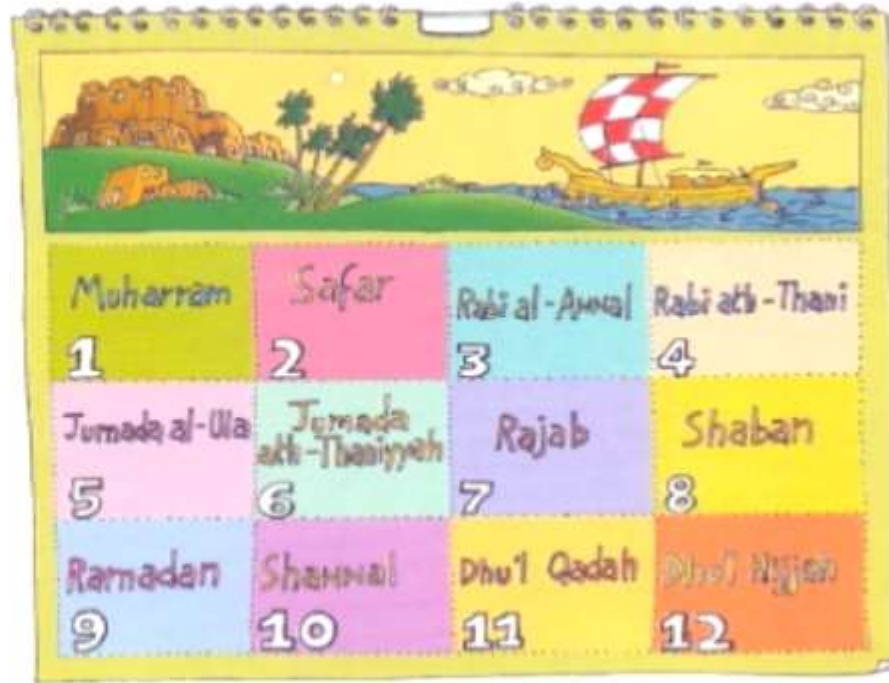 Muharram
1
Safar
2
Rabi al-Awwal
3
Rabi ath-Thani
4
Jumada al-Ula
5
Jumada
ath-Thaniyyah
6
Rajab
7
Shaban
8
Ramadan
9
Shawwal
10
Dhu'l Qadah
11
Dhu'l Hijjah
12